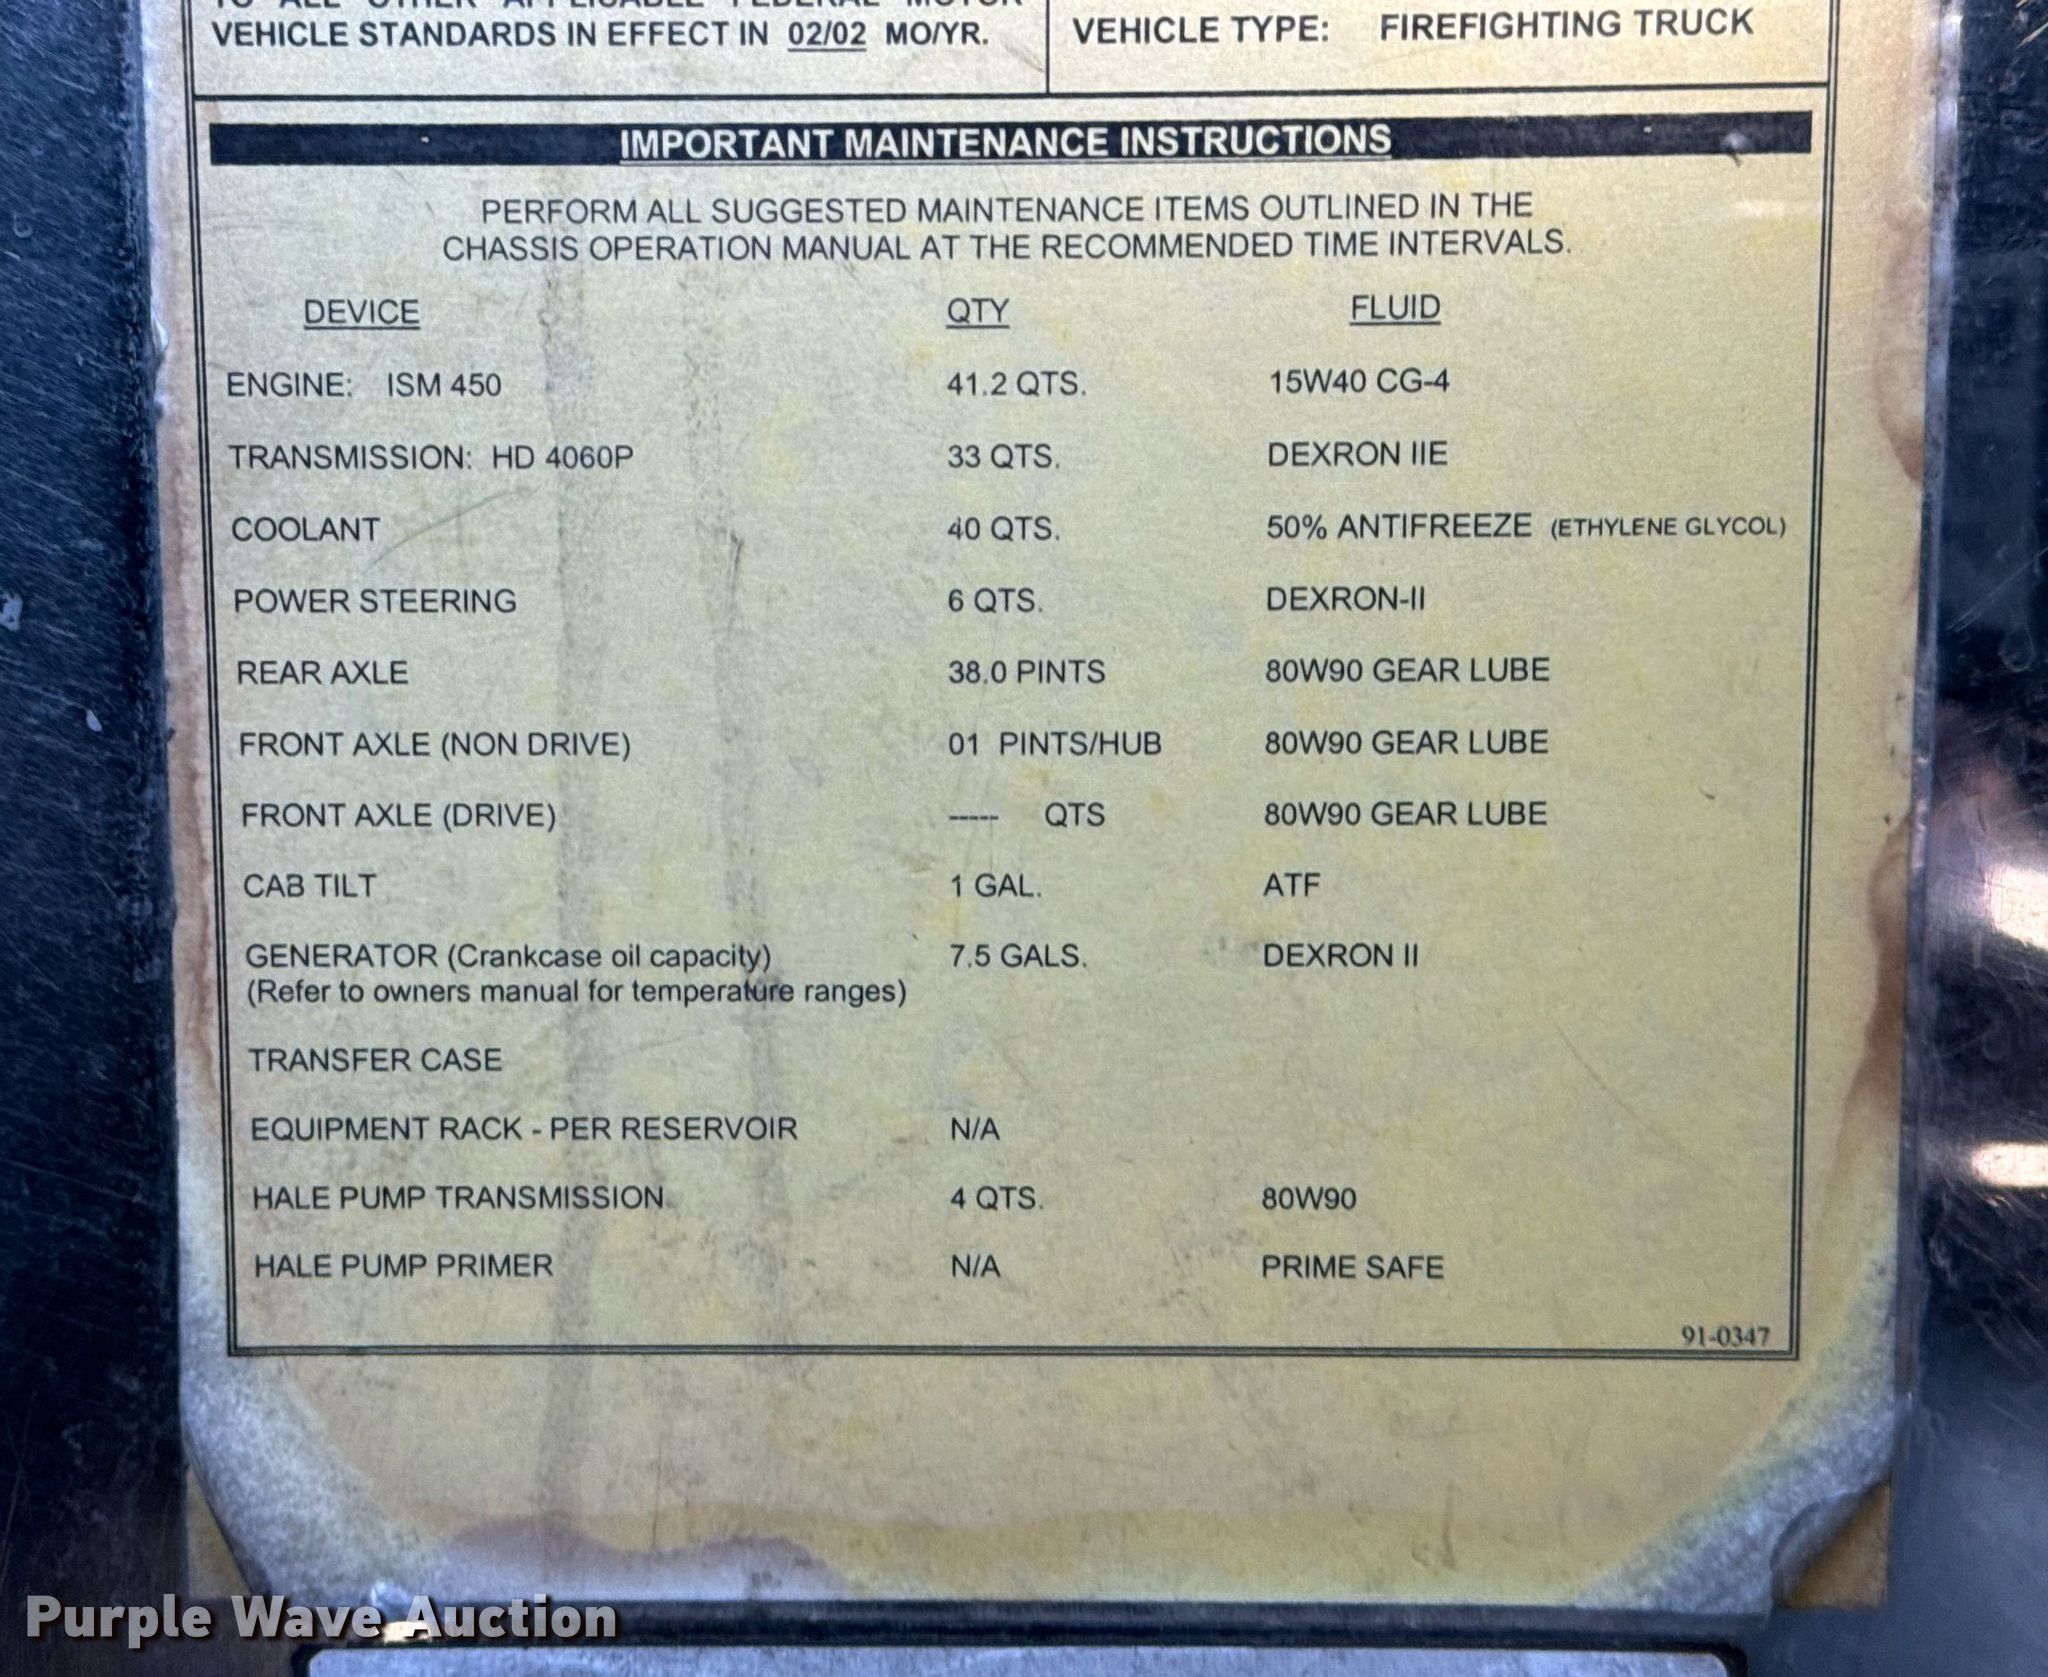 TO ALL OTHER APPLICABLE FEDERAL MOTOR
VEHICLE STANDARDS IN EFFECT IN 02/02 MO/YR.
VEHICLE TYPE: FIREFIGHTING TRUCK
IMPORTANT MAINTENANCE INSTRUCTIONS
PERFORM ALL SUGGESTED MAINTENANCE ITEMS OUTLINED IN THE
CHASSIS OPERATION MANUAL AT THE RECOMMENDED TIME INTERVALS.
DEVICE QTY FLUID
ENGINE: ISM 450 41.2 QTS. 15W40 CG-4
TRANSMISSION: HD 4060P 33 QTS. DEXRON IIE
COOLANT 40 QTS. 50% ANTIFREEZE (ETHYLENE GLYCOL)
POWER STEERING 6 QTS. DEXRON-II
REAR AXLE 38.0 PINTS 80W90 GEAR LUBE
FRONT AXLE (NON DRIVE) 01 PINTS/HUB 80W90 GEAR LUBE
FRONT AXLE (DRIVE) ----- QTS 80W90 GEAR LUBE
CAB TILT 1 GAL. ATF
GENERATOR (Crankcase oil capacity) 7.5 GALS. DEXRON II
(Refer to owners manual for temperature ranges)
TRANSFER CASE
EQUIPMENT RACK - PER RESERVOIR N/A
HALE PUMP TRANSMISSION. 4 QTS. 80W90
HALE PUMP PRIMER N/A PRIME SAFE
91-0347
Purple Wave Auction